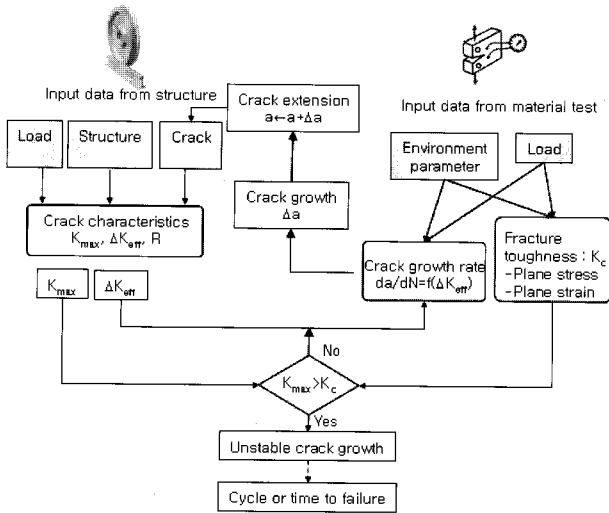 Input data from structure
Load
Structure
Crack
Crack characteristics
Kmax, ΔKeff, R
Kmax
ΔKeff
Crack extension
a←a+Δa
Crack growth
Δa
Input data from material test
Environment
parameter
Load
Crack growth rate
da/dN=f(ΔKeff)
Fracture
toughness : Kc
-Plane stress
-Plane strain
No
Kmax>Kc
Yes
Unstable crack growth
Cycle or time to failure